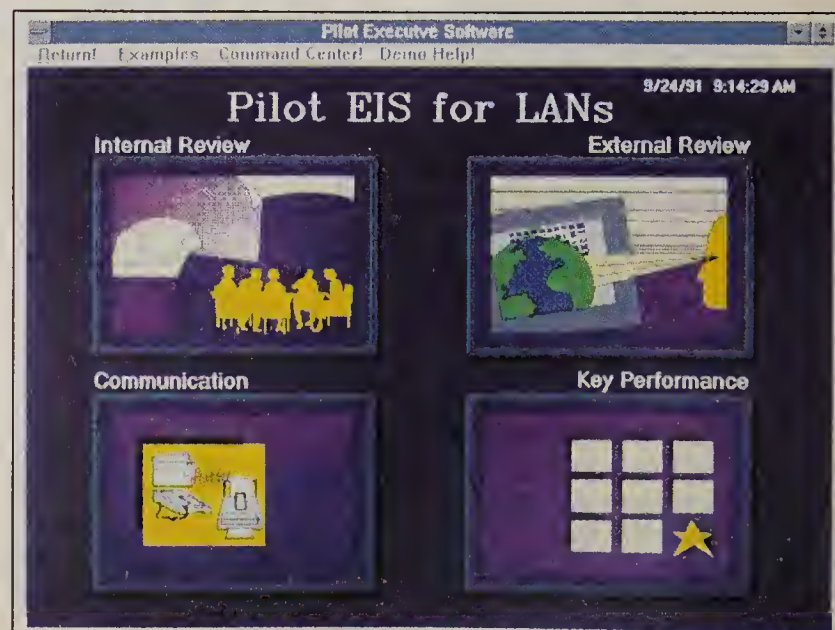 Pilot Executve Software
Return! Examples Command Center! Demo Help!
9/24/91 9:14:29 AM
Pilot EIS for LANs
Internal Review
External Review
Communication
Key Performance